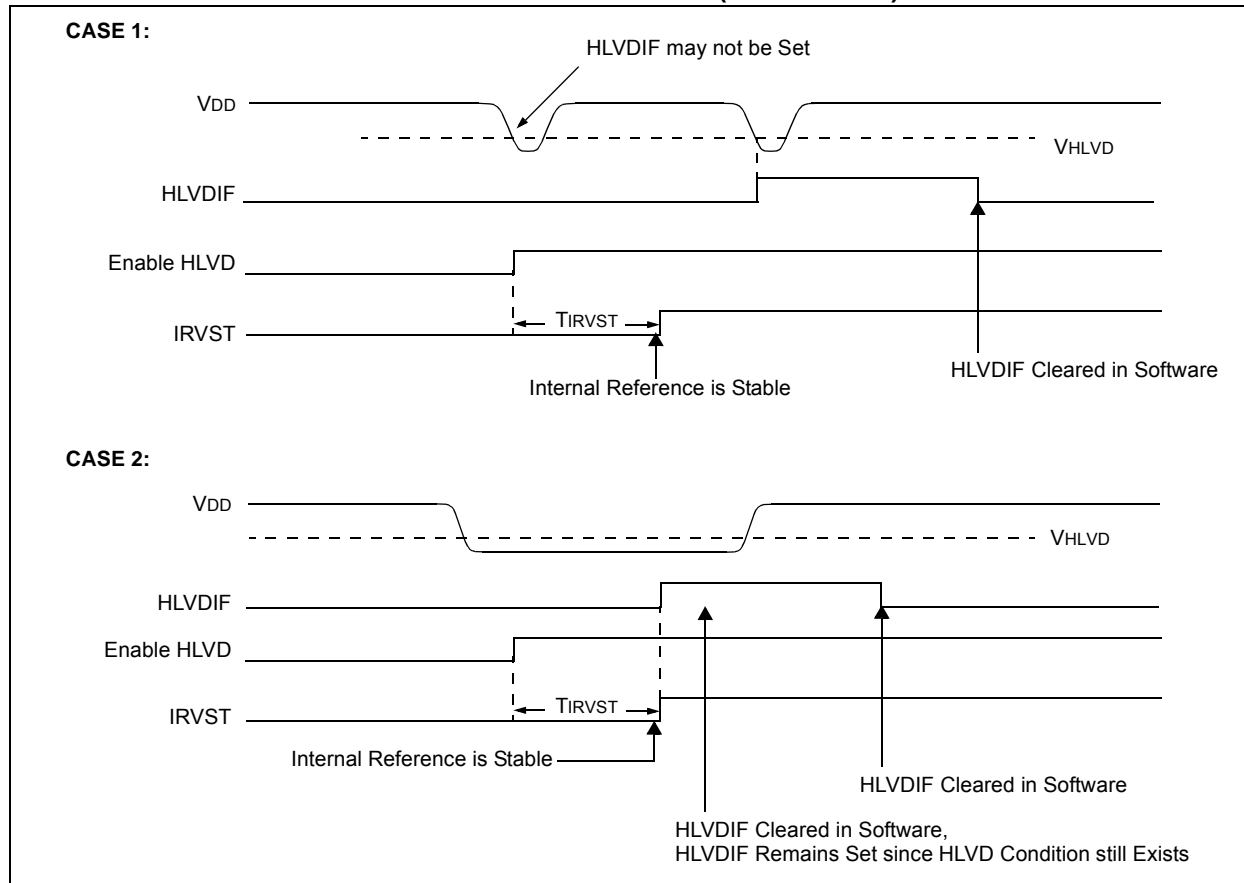 CASE 1:
HLVDIF may not be Set
VDD
VHLVD
HLVDIF
Enable HLVD
TIRVST
IRVST
Internal Reference is Stable
HLVDIF Cleared in Software
CASE 2:
VDD
VHLVD
HLVDIF
Enable HLVD
TIRVST
IRVST
Internal Reference is Stable
HLVDIF Cleared in Software
HLVDIF Cleared in Software,
HLVDIF Remains Set since HLVD Condition still Exists